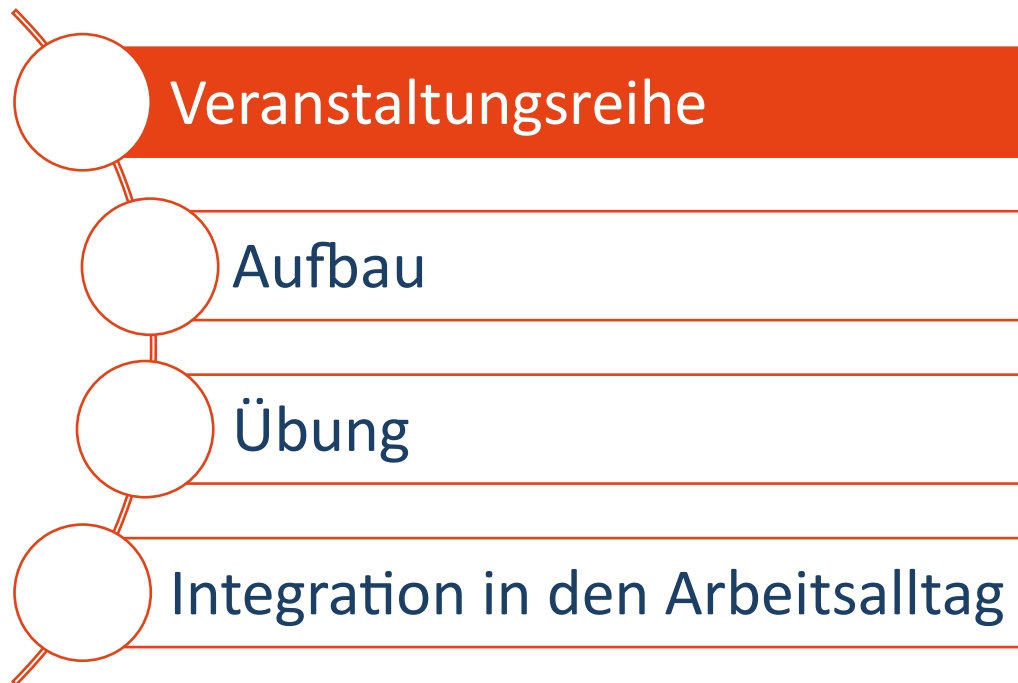 Veranstaltungsreihe
Aufbau
Übung
Integration in den Arbeitsalltag